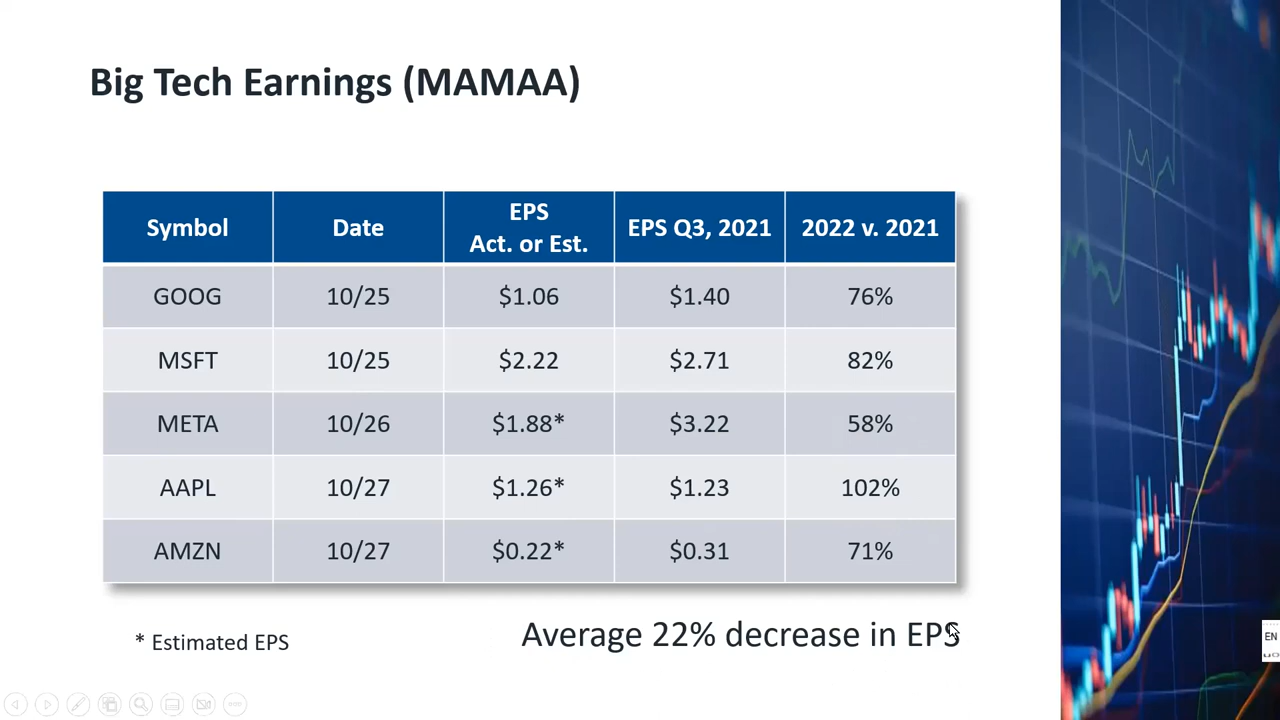 Big Tech Earnings (MAMAA)
Symbol Date EPS Act. or Est. EPS Q3, 2021 2022 v. 2021
GOOG 10/25 $1.06 $1.40 76%
MSFT 10/25 $2.22 $2.71 82%
META 10/26 $1.88* $3.22 58%
AAPL 10/27 $1.26* $1.23 102%
AMZN 10/27 $0.22* $0.31 71%
* Estimated EPS
Average 22% decrease in EPS
EN